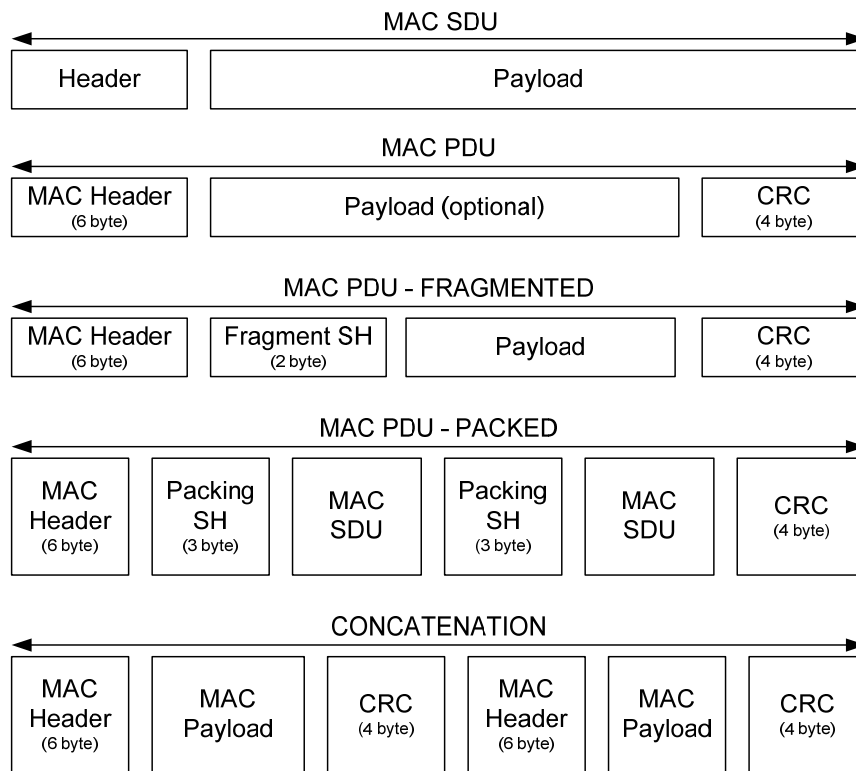 MAC SDU
Header
Payload
MAC PDU
MAC Header
(6 byte)
Payload (optional)
CRC
(4 byte)
MAC PDU - FRAGMENTED
MAC Header
(6 byte)
Fragment SH
(2 byte)
Payload
CRC
(4 byte)
MAC PDU - PACKED
MAC
Header
(6 byte)
Packing
SH
(3 byte)
MAC
SDU
Packing
SH
(3 byte)
MAC
SDU
CRC
(4 byte)
CONCATENATION
MAC
Header
(6 byte)
MAC
Payload
CRC
(4 byte)
MAC
Header
(6 byte)
MAC
Payload
CRC
(4 byte)